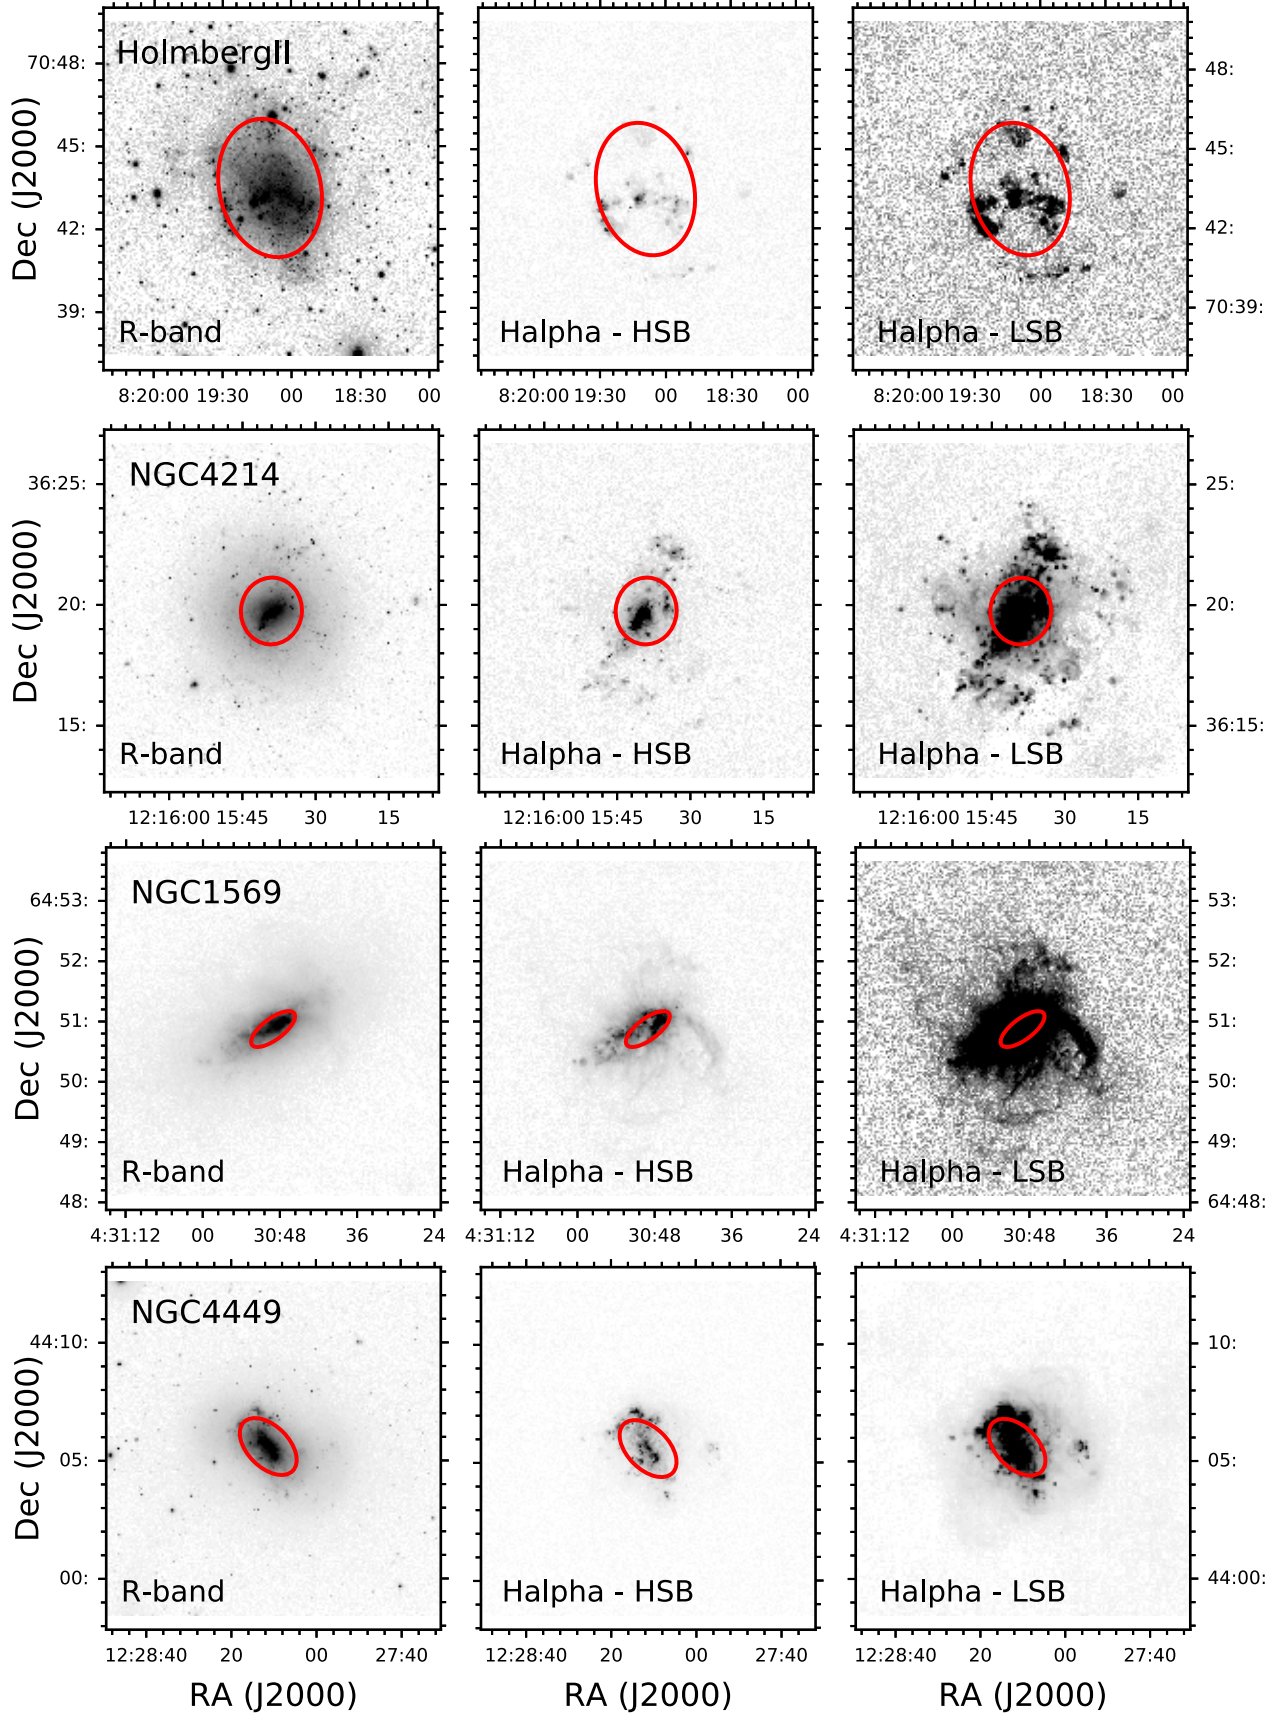 HolmbergII
70:48:
45:
42:
39:
Dec (J2000)
R-band
Halpha - HSB
Halpha - LSB
48:
45:
42:
70:39:
8:20:00 19:30 00 18:30 00
8:20:00 19:30 00 18:30 00
8:20:00 19:30 00 18:30 00
NGC4214
36:25:
20:
15:
Dec (J2000)
R-band
Halpha - HSB
Halpha - LSB
25:
20:
36:15:
12:16:00 15:45 30 15
12:16:00 15:45 30 15
12:16:00 15:45 30 15
NGC1569
64:53:
52:
51:
50:
49:
48:
Dec (J2000)
R-band
Halpha - HSB
Halpha - LSB
53:
52:
51:
50:
49:
64:48:
4:31:12 00 30:48 36 24
4:31:12 00 30:48 36 24
4:31:12 00 30:48 36 24
NGC4449
44:10:
05:
00:
Dec (J2000)
R-band
Halpha - HSB
Halpha - LSB
10:
05:
44:00:
12:28:40 20 00 27:40
12:28:40 20 00 27:40
12:28:40 20 00 27:40
RA (J2000)
RA (J2000)
RA (J2000)